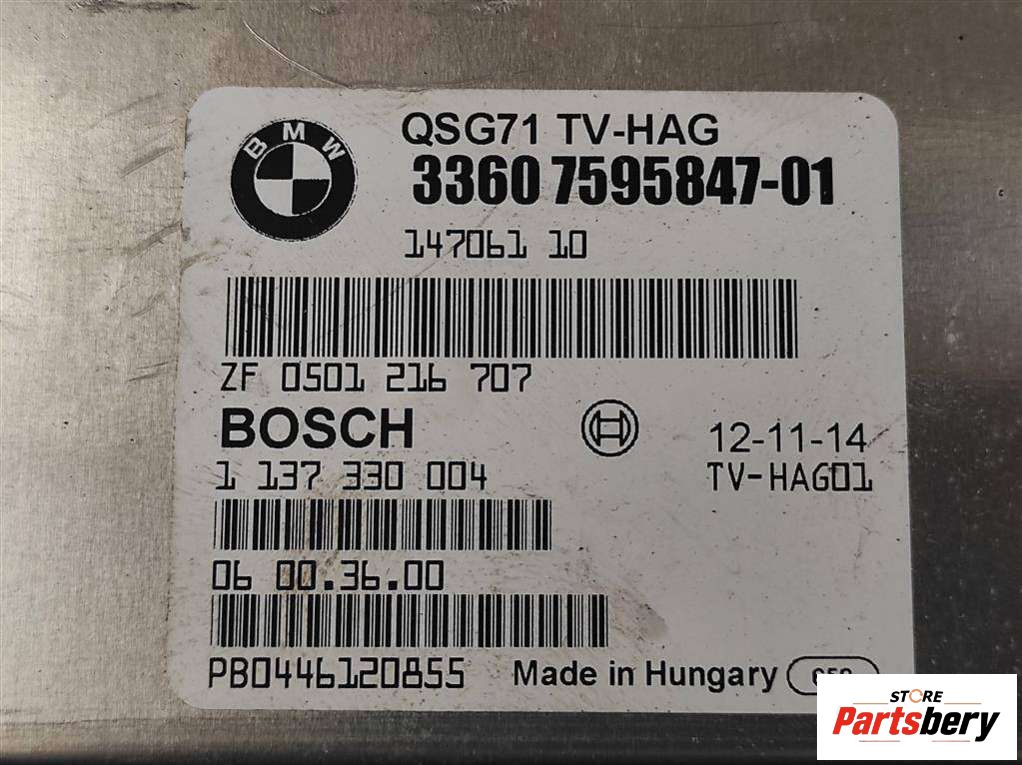 BMW
QSG71 TV-HAG
3360 7595847-01
147061 10
ZF 0501 216 707
BOSCH
12-11-14
1 137 330 004
TV-HAG01
06 00.36.00
PB0446120855
Made in Hungary
STORE
Partsbery